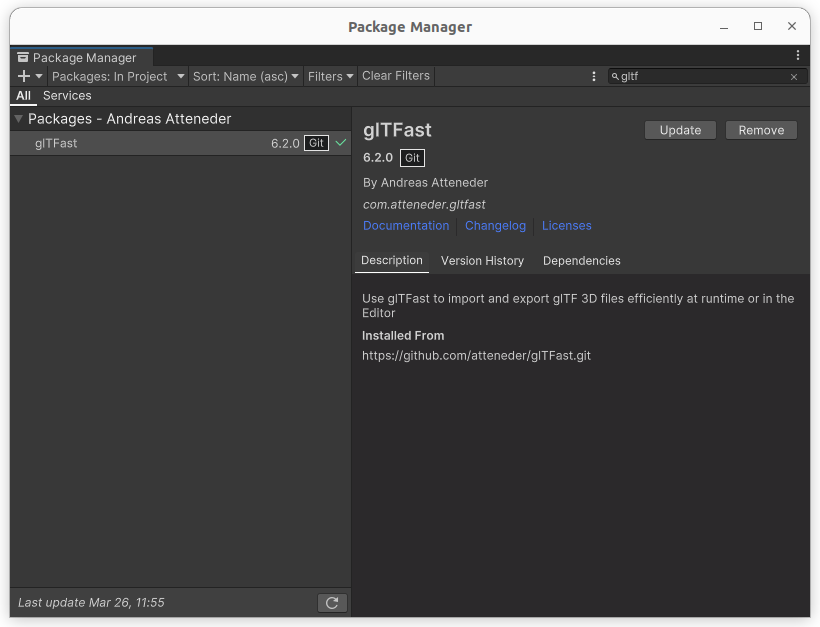 Package Manager
Package Manager
Packages: In Project Sort: Name (asc) Filters Clear Filters gltf
All Services
Packages - Andreas Atteneder
glTFast 6.2.0 Git
glTFast
Update Remove
6.2.0 Git
By Andreas Atteneder
com.atteneder.gltfast
Documentation Changelog Licenses
Description Version History Dependencies
Use glTFast to import and export glTF 3D files efficiently at runtime or in the
Editor
Installed From
https://github.com/atteneder/glTFast.git
Last update Mar 26, 11:55